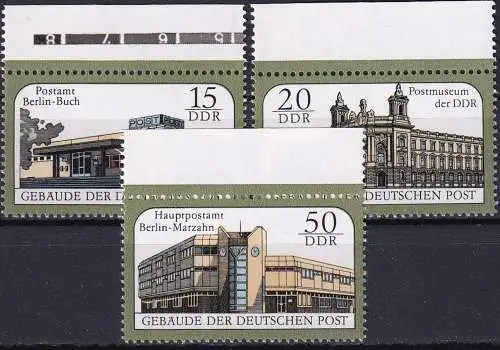 Postamt
Berlin-Buch
15
DDR
POST
GEBÄUDE DER D
20
DDR
Postmuseum
der DDR
DEUTSCHEN POST
Hauptpostamt
Berlin-Marzahn
50
DDR
GEBÄUDE DER DEUTSCHEN POST